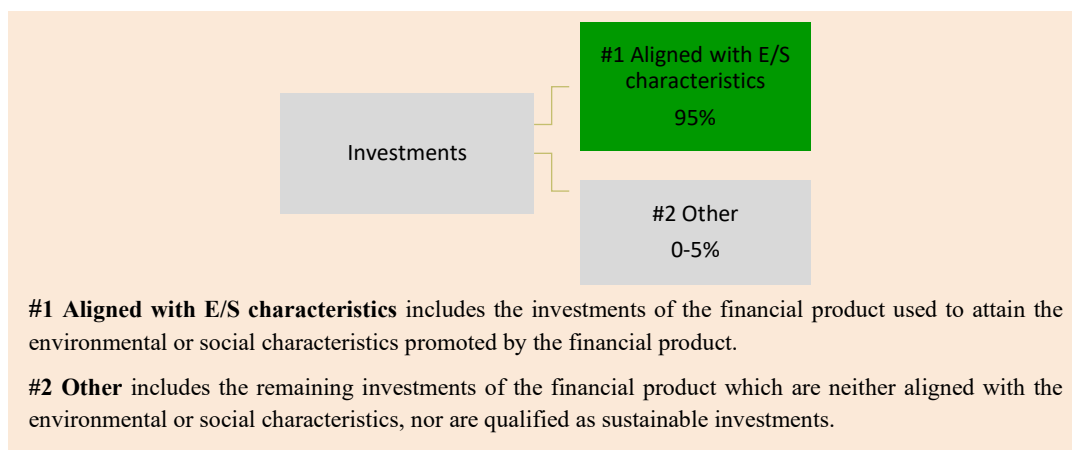 #1 Aligned with E/S
characteristics
95%
Investments
#2 Other
0-5%
#1 Aligned with E/S characteristics includes the investments of the financial product used to attain the
environmental or social characteristics promoted by the financial product.
#2 Other includes the remaining investments of the financial product which are neither aligned with the
environmental or social characteristics, nor are qualified as sustainable investments.